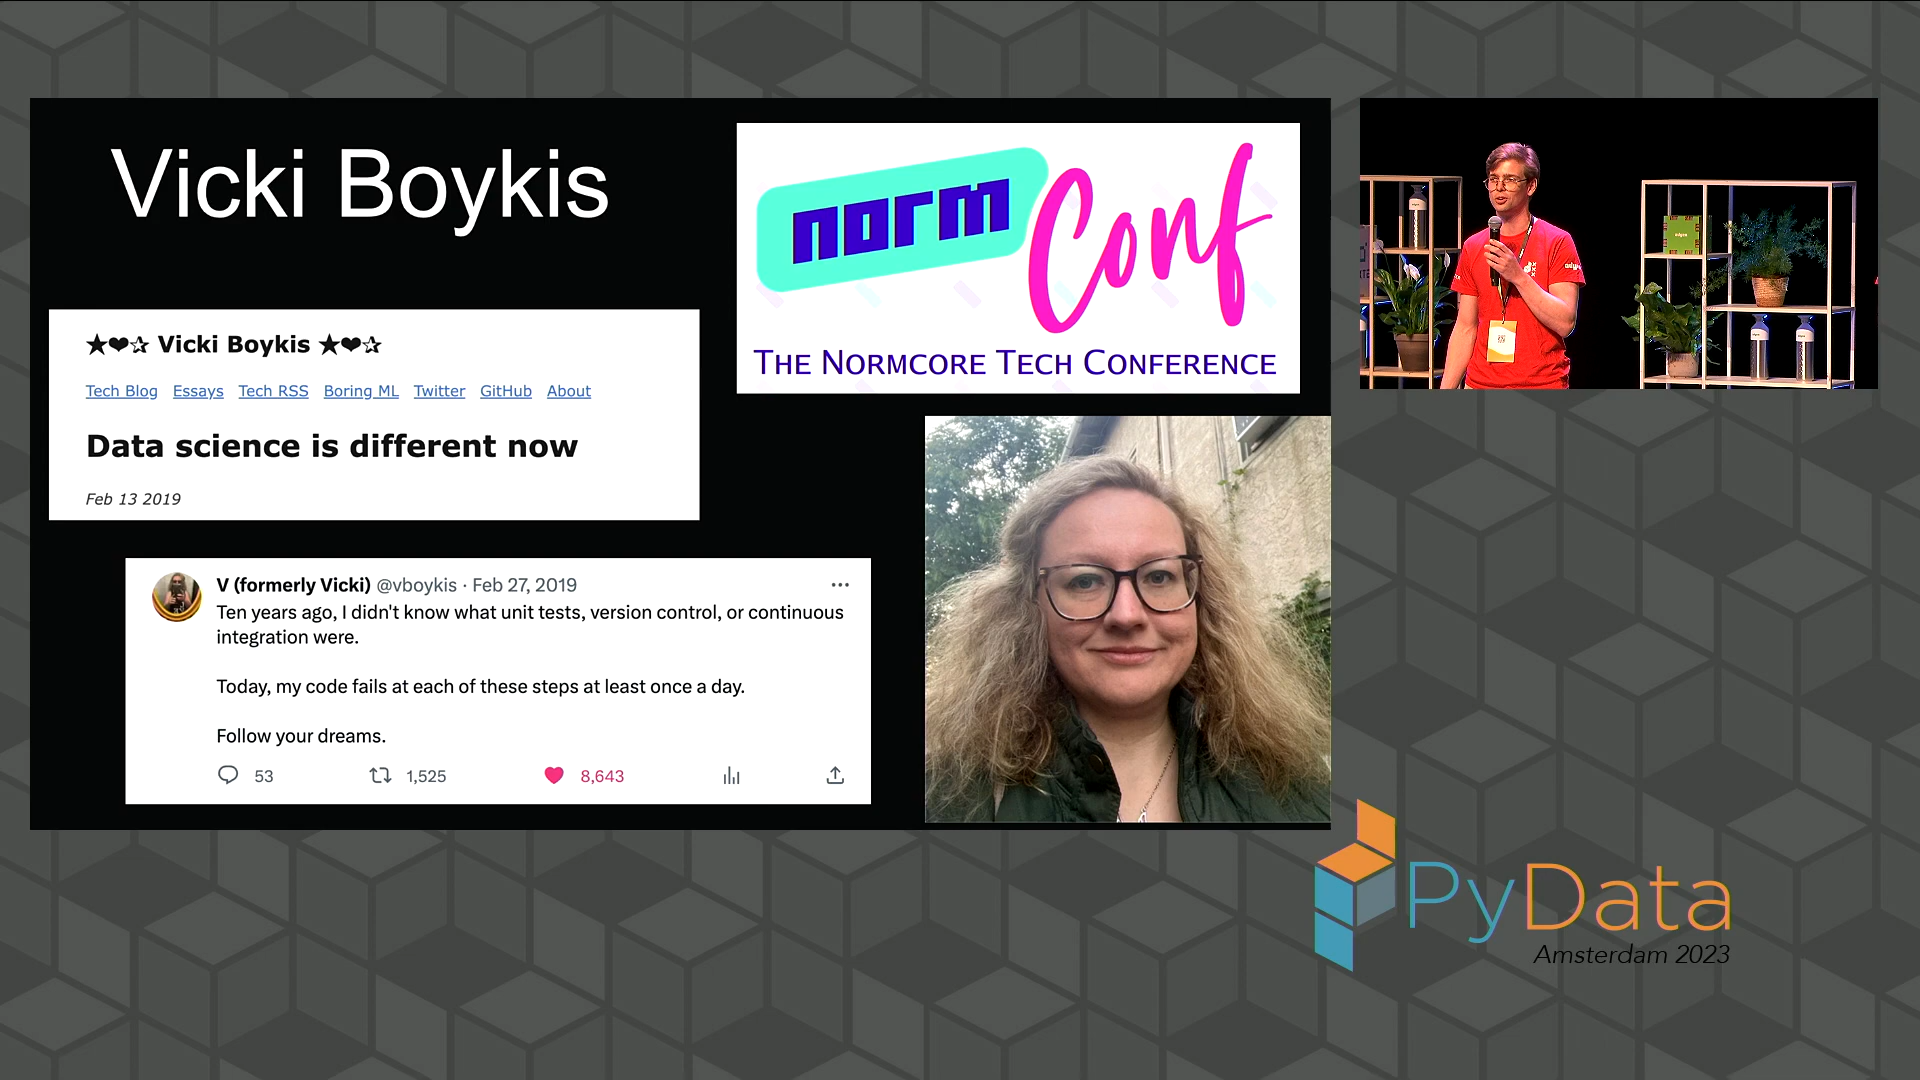 Vicki Boykis
norm Conf
THE NORMCORE TECH CONFERENCE
★❤☆ Vicki Boykis ★❤☆
Tech Blog Essays Tech RSS Boring ML Twitter GitHub About
Data science is different now
Feb 13 2019
V (formerly Vicki) @vboykis · Feb 27, 2019
Ten years ago, I didn't know what unit tests, version control, or continuous
integration were.
Today, my code fails at each of these steps at least once a day.
Follow your dreams.
53 1,525 8,643
PyData
Amsterdam 2023